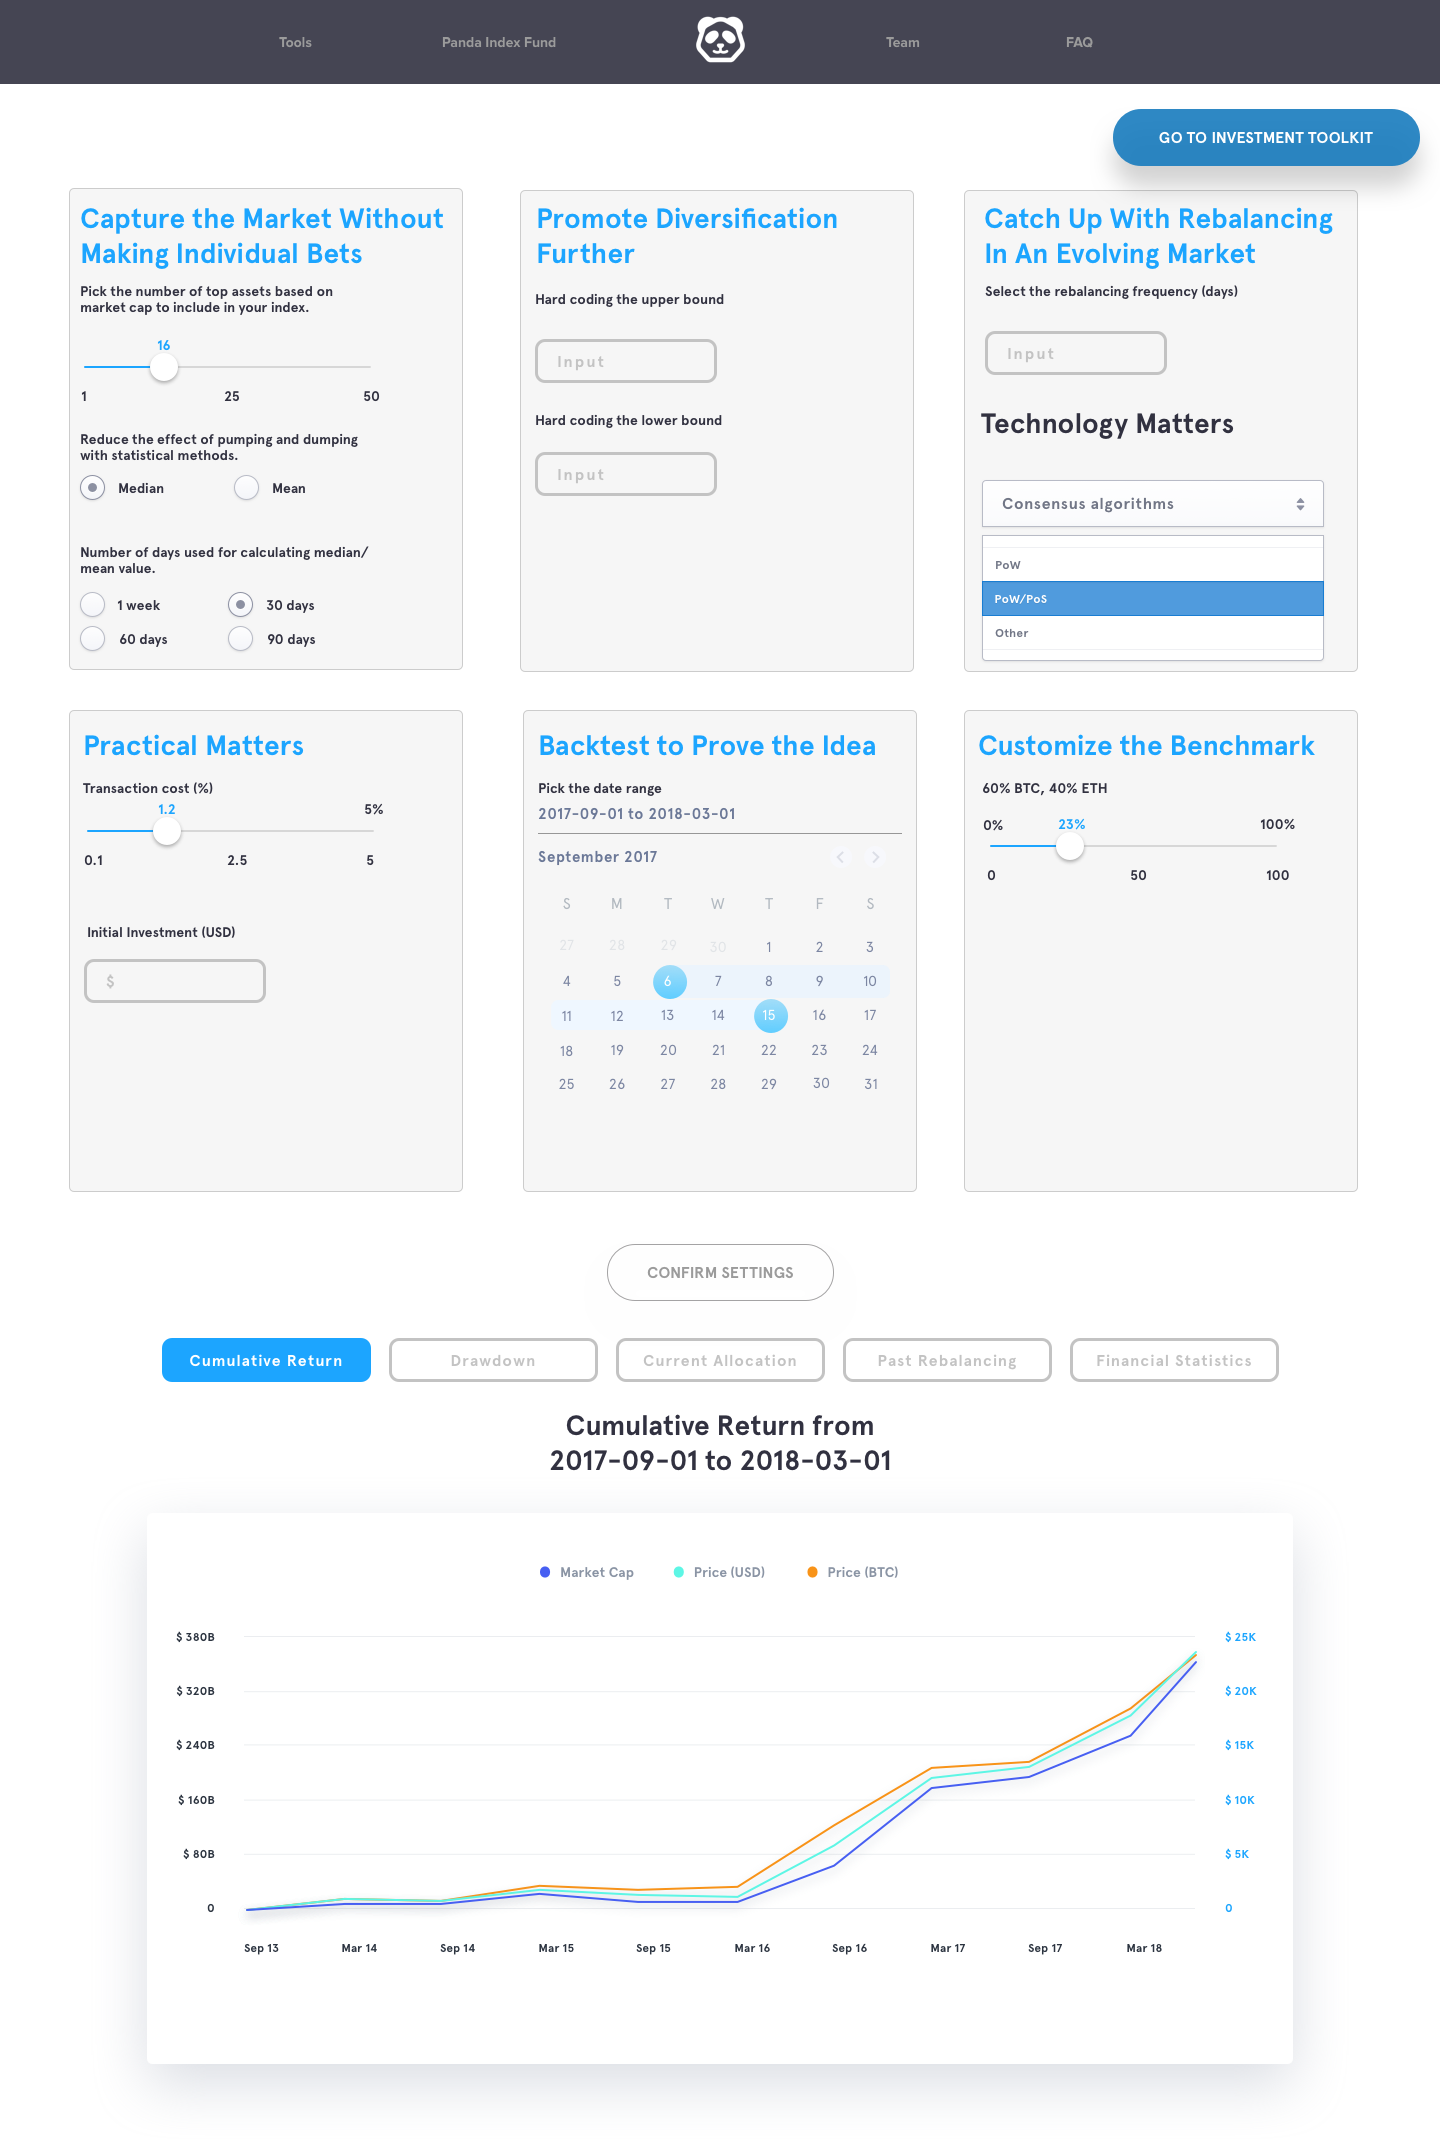 Tools
Panda Index Fund
Team
FAQ
GO TO INVESTMENT TOOLKIT
Capture the Market Without
Making Individual Bets
Pick the number of top assets based on
market cap to include in your index.
16
1 25 50
Reduce the effect of pumping and dumping
with statistical methods.
Median Mean
Number of days used for calculating median/
mean value.
1 week 30 days
60 days 90 days
Promote Diversification
Further
Hard coding the upper bound
Input
Hard coding the lower bound
Input
Catch Up With Rebalancing
In An Evolving Market
Select the rebalancing frequency (days)
Input
Technology Matters
Consensus algorithms
PoW
PoW/PoS
Other
Practical Matters
Transaction cost (%)
1.2 5%
0.1 2.5 5
Initial Investment (USD)
$
Backtest to Prove the Idea
Pick the date range
2017-09-01 to 2018-03-01
September 2017
S M T W T F S
27 28 29 30 1 2 3
4 5 6 7 8 9 10
11 12 13 14 15 16 17
18 19 20 21 22 23 24
25 26 27 28 29 30 31
Customize the Benchmark
60% BTC, 40% ETH
0% 23% 100%
0 50 100
CONFIRM SETTINGS
Cumulative Return
Drawdown
Current Allocation
Past Rebalancing
Financial Statistics
Cumulative Return from
2017-09-01 to 2018-03-01
Market Cap Price (USD) Price (BTC)
$ 380B $ 25K
$ 320B $ 20K
$ 240B $ 15K
$ 160B $ 10K
$ 80B $ 5K
0 0
Sep 13 Mar 14 Sep 14 Mar 15 Sep 15 Mar 16 Sep 16 Mar 17 Sep 17 Mar 18